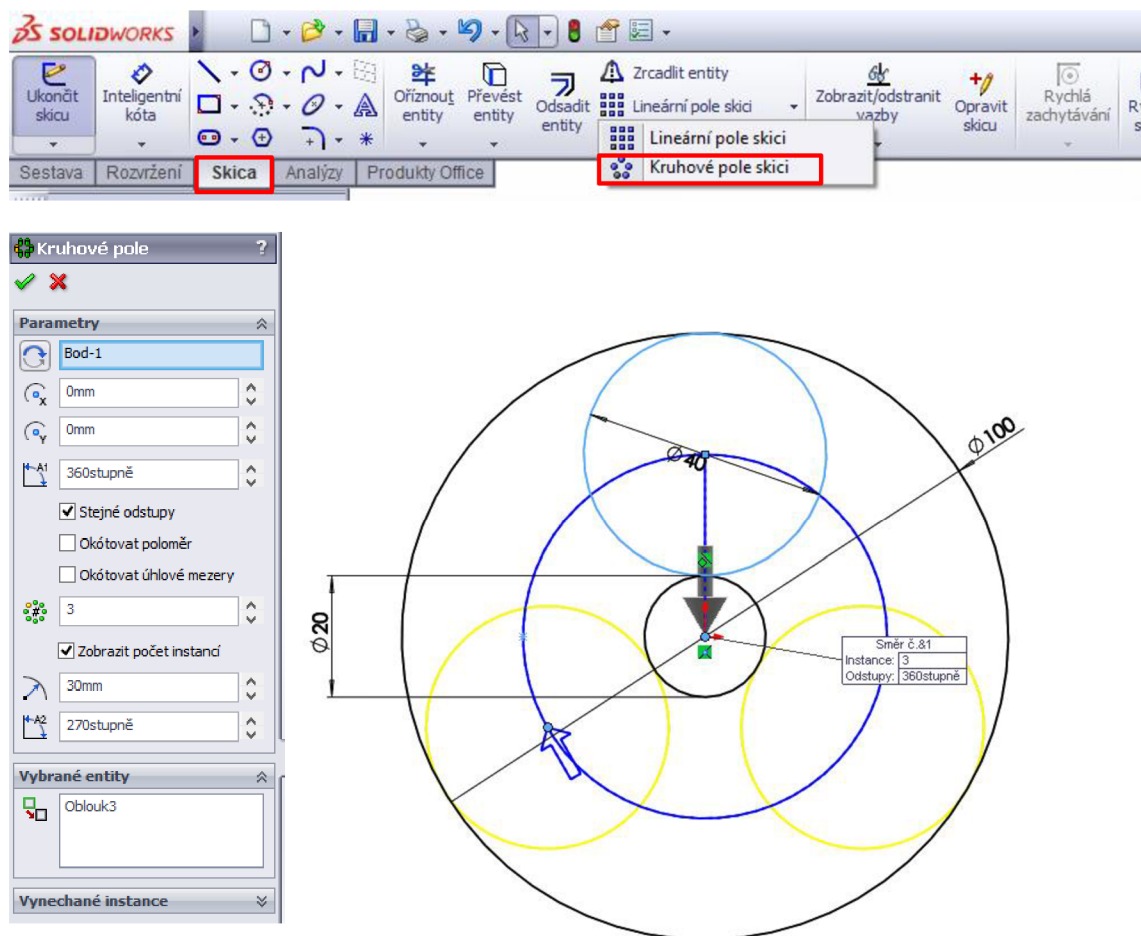 SOLIDWORKS
Ukončit skicu
Inteligentní kóta
Oříznout entity
Převést entity
Odsadit entity
Zrcadlit entity
Lineární pole skici
Zobrazit/odstranit vazby
Opravit skicu
Rychlá zachytávání
Lineární pole skici
Kruhové pole skici
Sestava
Rozvržení
Skica
Analýzy
Produkty Office
Kruhové pole ?
Parametry
Bod-1
X 0mm
Y 0mm
A1 360stupně
Stejné odstupy
Okótovat poloměr
Okótovat úhlové mezery
# 3
Zobrazit počet instancí
30mm
A2 270stupně
Vybrané entity
Oblouk3
Vynechané instance
Ø100
Ø40
Ø20
Směr č.&1
Instance: 3
Odstupy: 360stupně